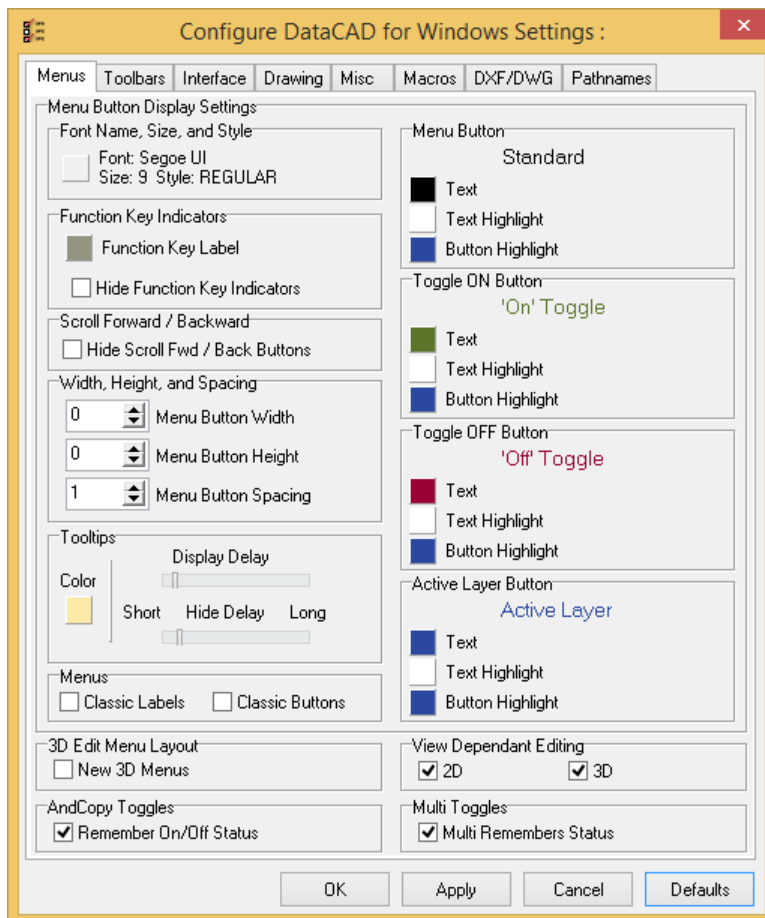 Configure DataCAD for Windows Settings :
Menus Toolbars Interface Drawing Misc Macros DXF/DWG Pathnames
Menu Button Display Settings
Font Name, Size, and Style
Font: Segoe UI
Size: 9 Style: REGULAR
Function Key Indicators
Function Key Label
Hide Function Key Indicators
Scroll Forward / Backward
Hide Scroll Fwd / Back Buttons
Width, Height, and Spacing
0 Menu Button Width
0 Menu Button Height
1 Menu Button Spacing
Tooltips
Display Delay
Color
Short Hide Delay Long
Menus
Classic Labels Classic Buttons
Menu Button
Standard
Text
Text Highlight
Button Highlight
Toggle ON Button
'On' Toggle
Text
Text Highlight
Button Highlight
Toggle OFF Button
'Off' Toggle
Text
Text Highlight
Button Highlight
Active Layer Button
Active Layer
Text
Text Highlight
Button Highlight
3D Edit Menu Layout
New 3D Menus
View Dependant Editing
2D 3D
AndCopy Toggles
Remember On/Off Status
Multi Toggles
Multi Remembers Status
OK Apply Cancel Defaults